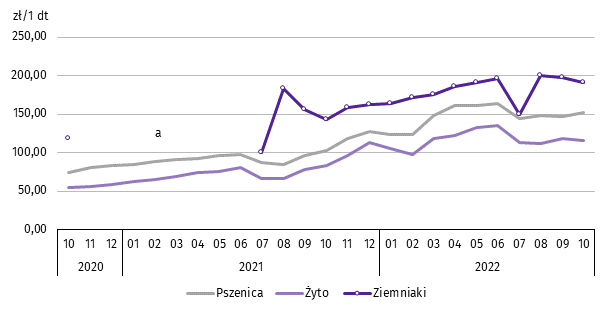 zł/1 dt
250,00
200,00
150,00
100,00
50,00
0,00
a
10 11 12 01 02 03 04 05 06 07 08 09 10 11 12 01 02 03 04 05 06 07 08 09 10
2020 2021 2022
Pszenica Żyto Ziemniaki